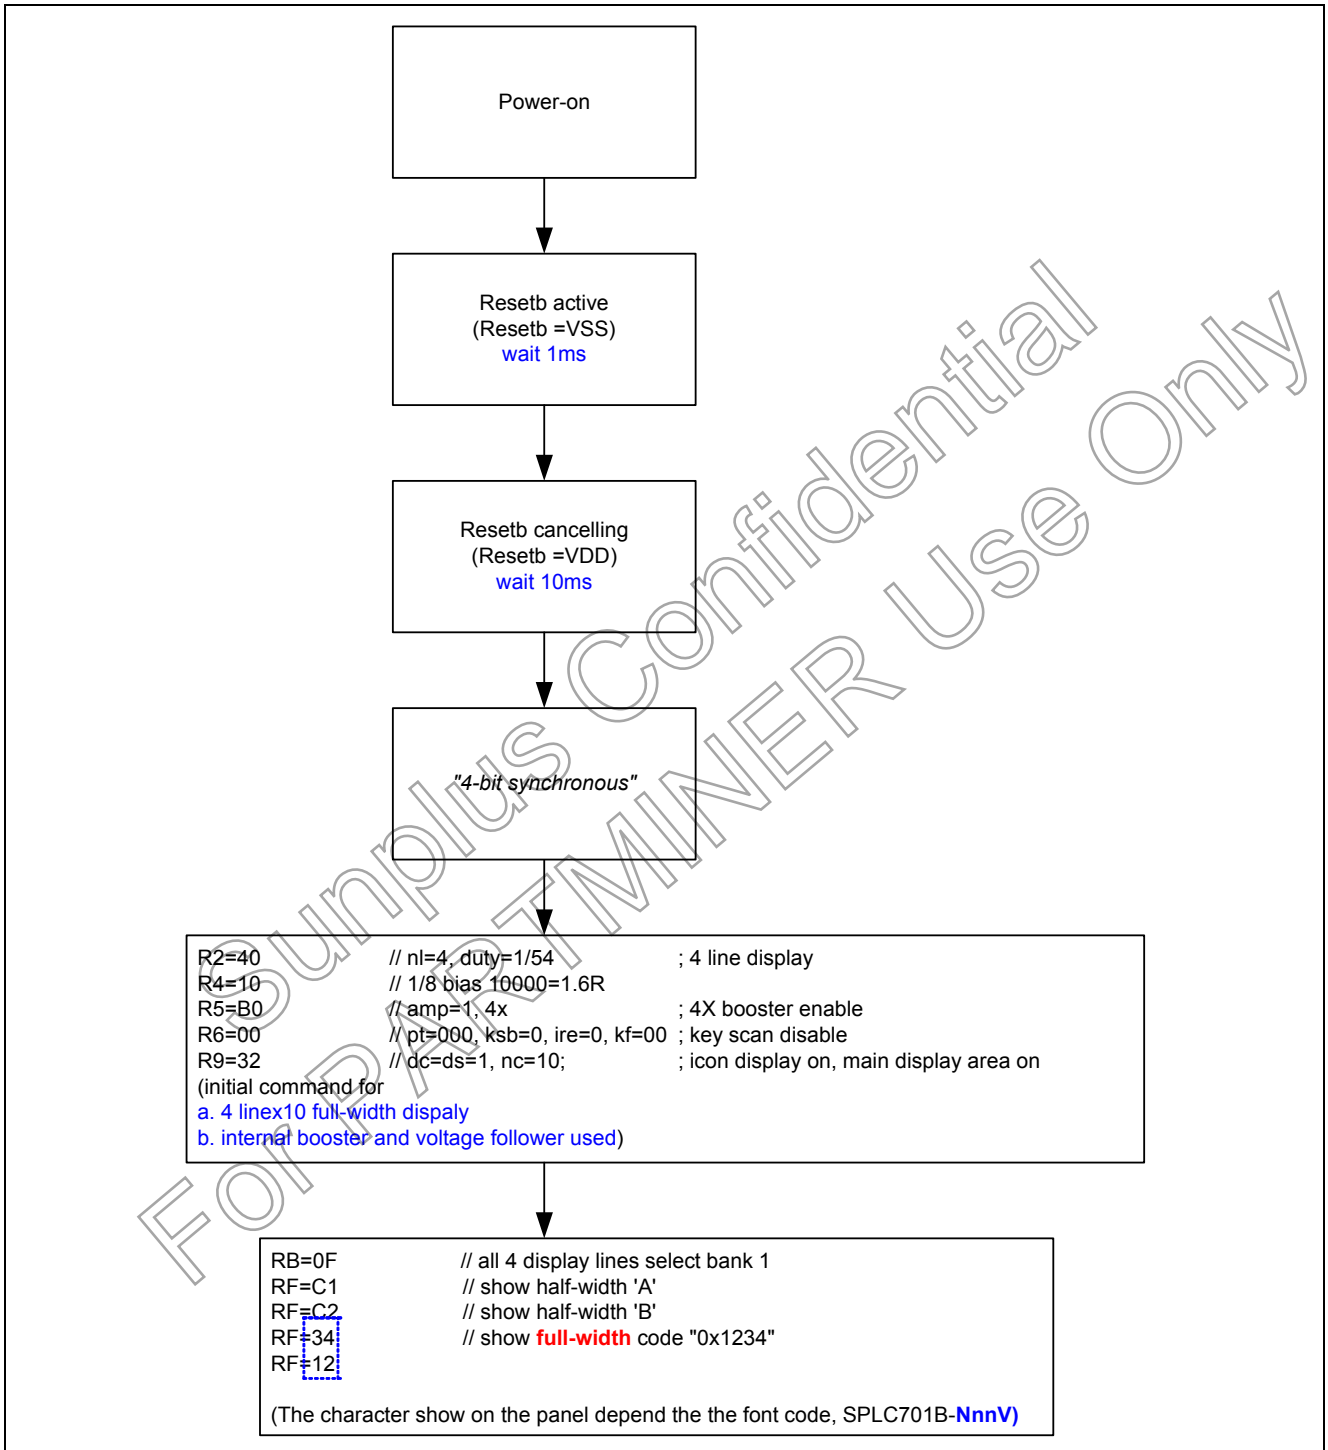 Power-on
Resetb active
(Resetb =VSS)
wait 1ms
Resetb cancelling
(Resetb =VDD)
wait 10ms
"4-bit synchronous"
R2=40 // nl=4, duty=1/54 ; 4 line display
R4=10 // 1/8 bias 10000=1.6R
R5=B0 // amp=1, 4x ; 4X booster enable
R6=00 // pt=000, ksb=0, ire=0, kf=00 ; key scan disable
R9=32 // dc=ds=1, nc=10; ; icon display on, main display area on
(initial command for
a. 4 linex10 full-width dispaly
b. internal booster and voltage follower used)
RB=0F // all 4 display lines select bank 1
RF=C1 // show half-width 'A'
RF=C2 // show half-width 'B'
RF=34 // show full-width code "0x1234"
RF=12
(The character show on the panel depend the the font code, SPLC701B-NnnV)
Sunplus Confidential
For PARTMINER Use Only